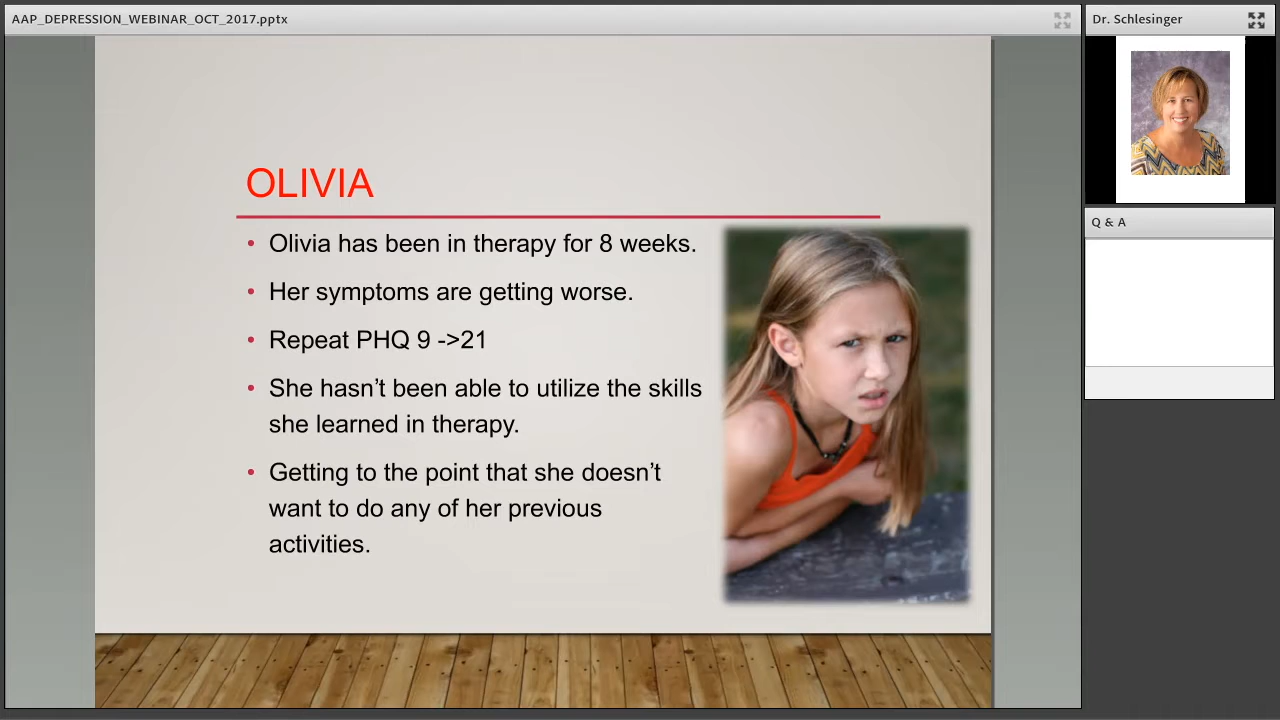 AAP_DEPRESSION_WEBINAR_OCT_2017.pptx
Dr. Schlesinger
Q & A
OLIVIA
• Olivia has been in therapy for 8 weeks.
• Her symptoms are getting worse.
• Repeat PHQ 9 ->21
• She hasn’t been able to utilize the skills
she learned in therapy.
• Getting to the point that she doesn’t
want to do any of her previous
activities.